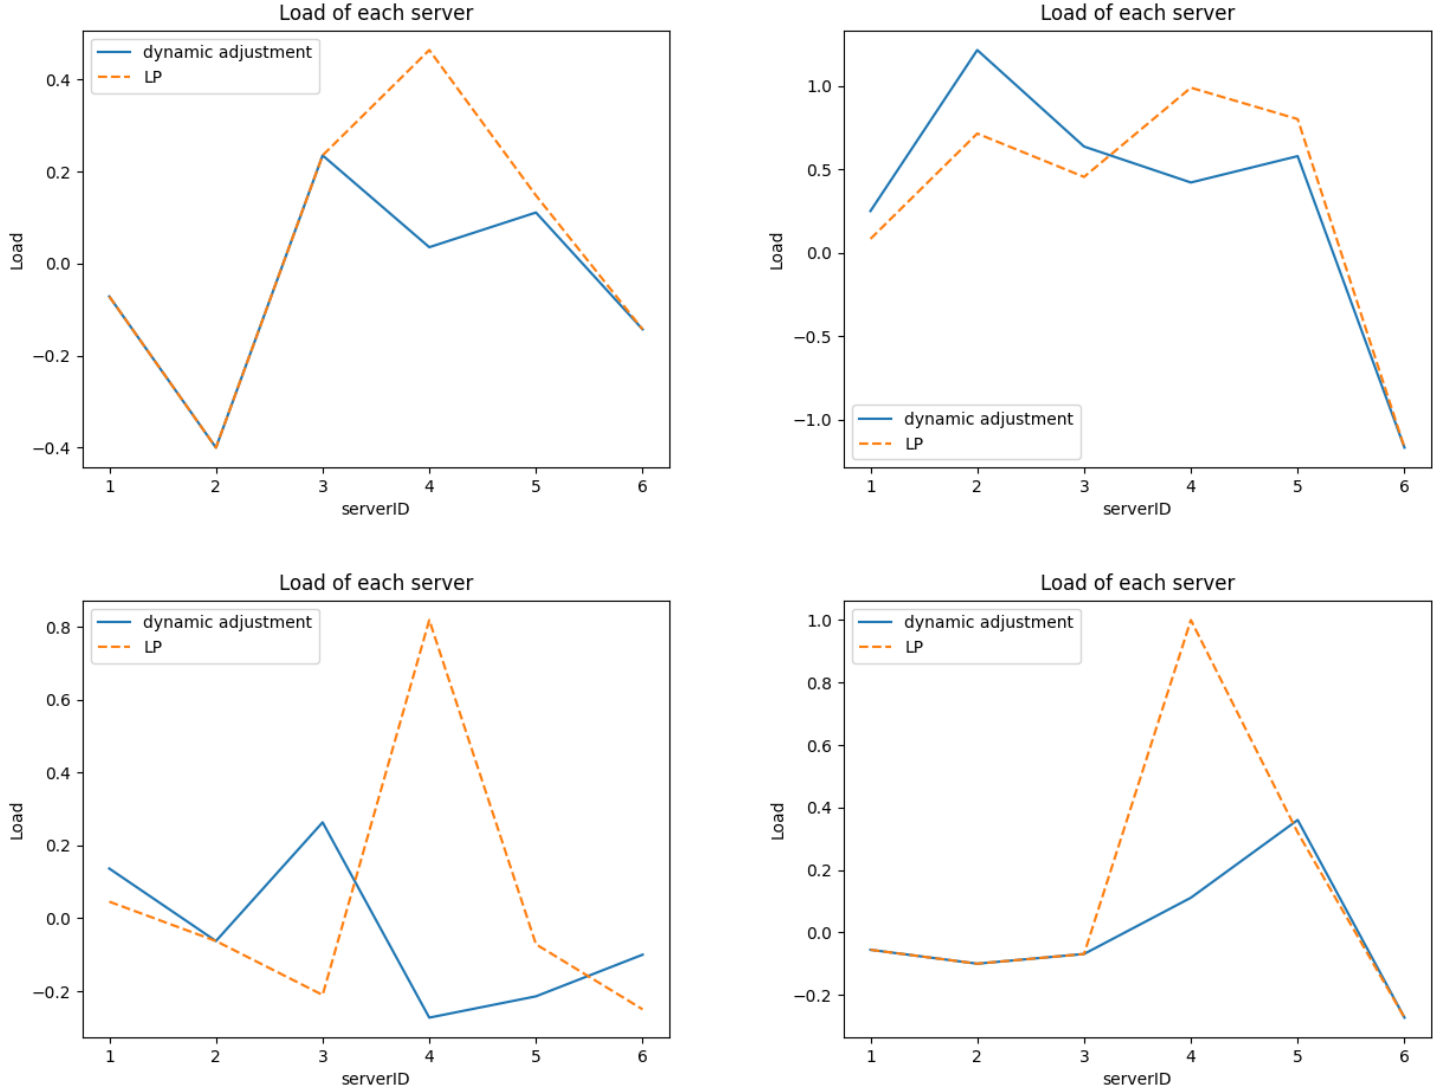 Load of each server
dynamic adjustment
LP
0.4
0.2
0.0
−0.2
−0.4
Load
1 2 3 4 5 6
serverID
Load of each server
1.0
0.5
0.0
−0.5
−1.0
Load
dynamic adjustment
LP
1 2 3 4 5 6
serverID
Load of each server
dynamic adjustment
LP
0.8
0.6
0.4
0.2
0.0
−0.2
Load
1 2 3 4 5 6
serverID
Load of each server
dynamic adjustment
LP
1.0
0.8
0.6
0.4
0.2
0.0
−0.2
Load
1 2 3 4 5 6
serverID